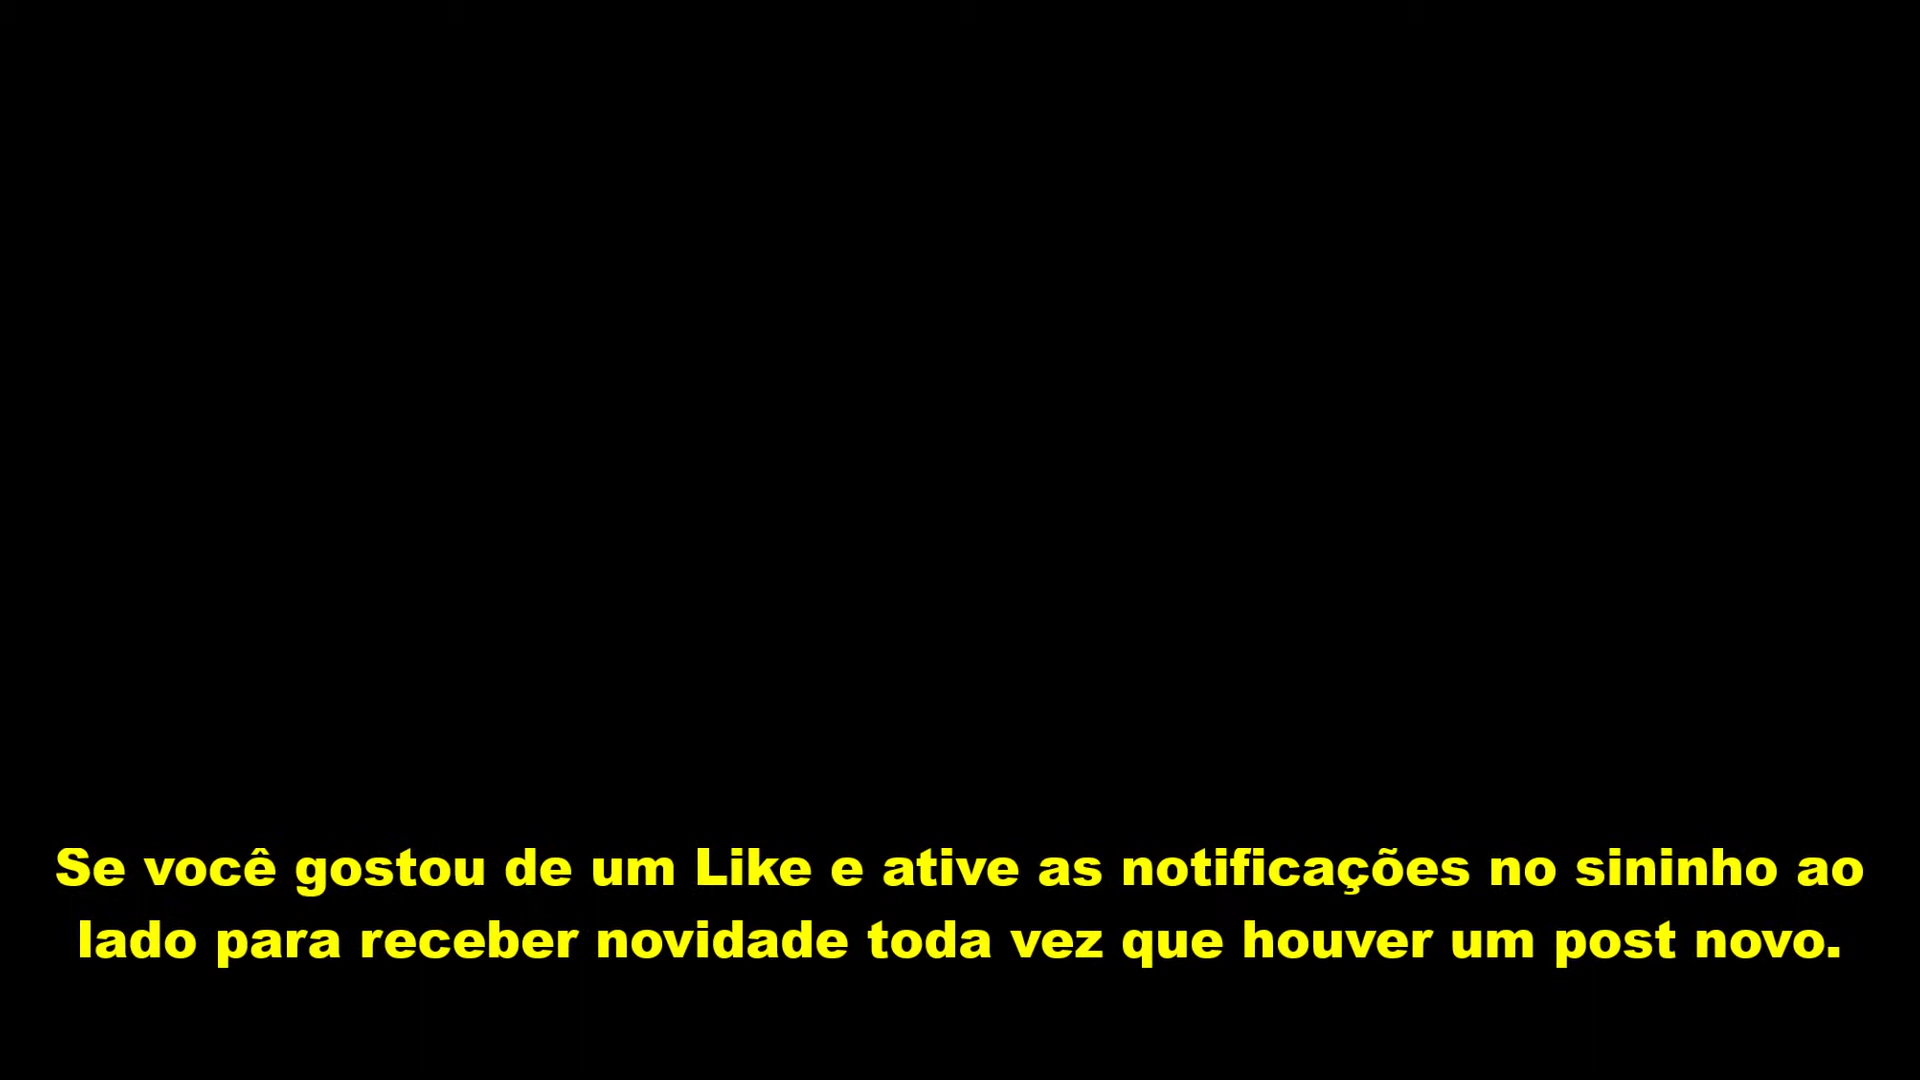 Se você gostou de um Like e ative as notificações no sininho ao
lado para receber novidade toda vez que houver um post novo.